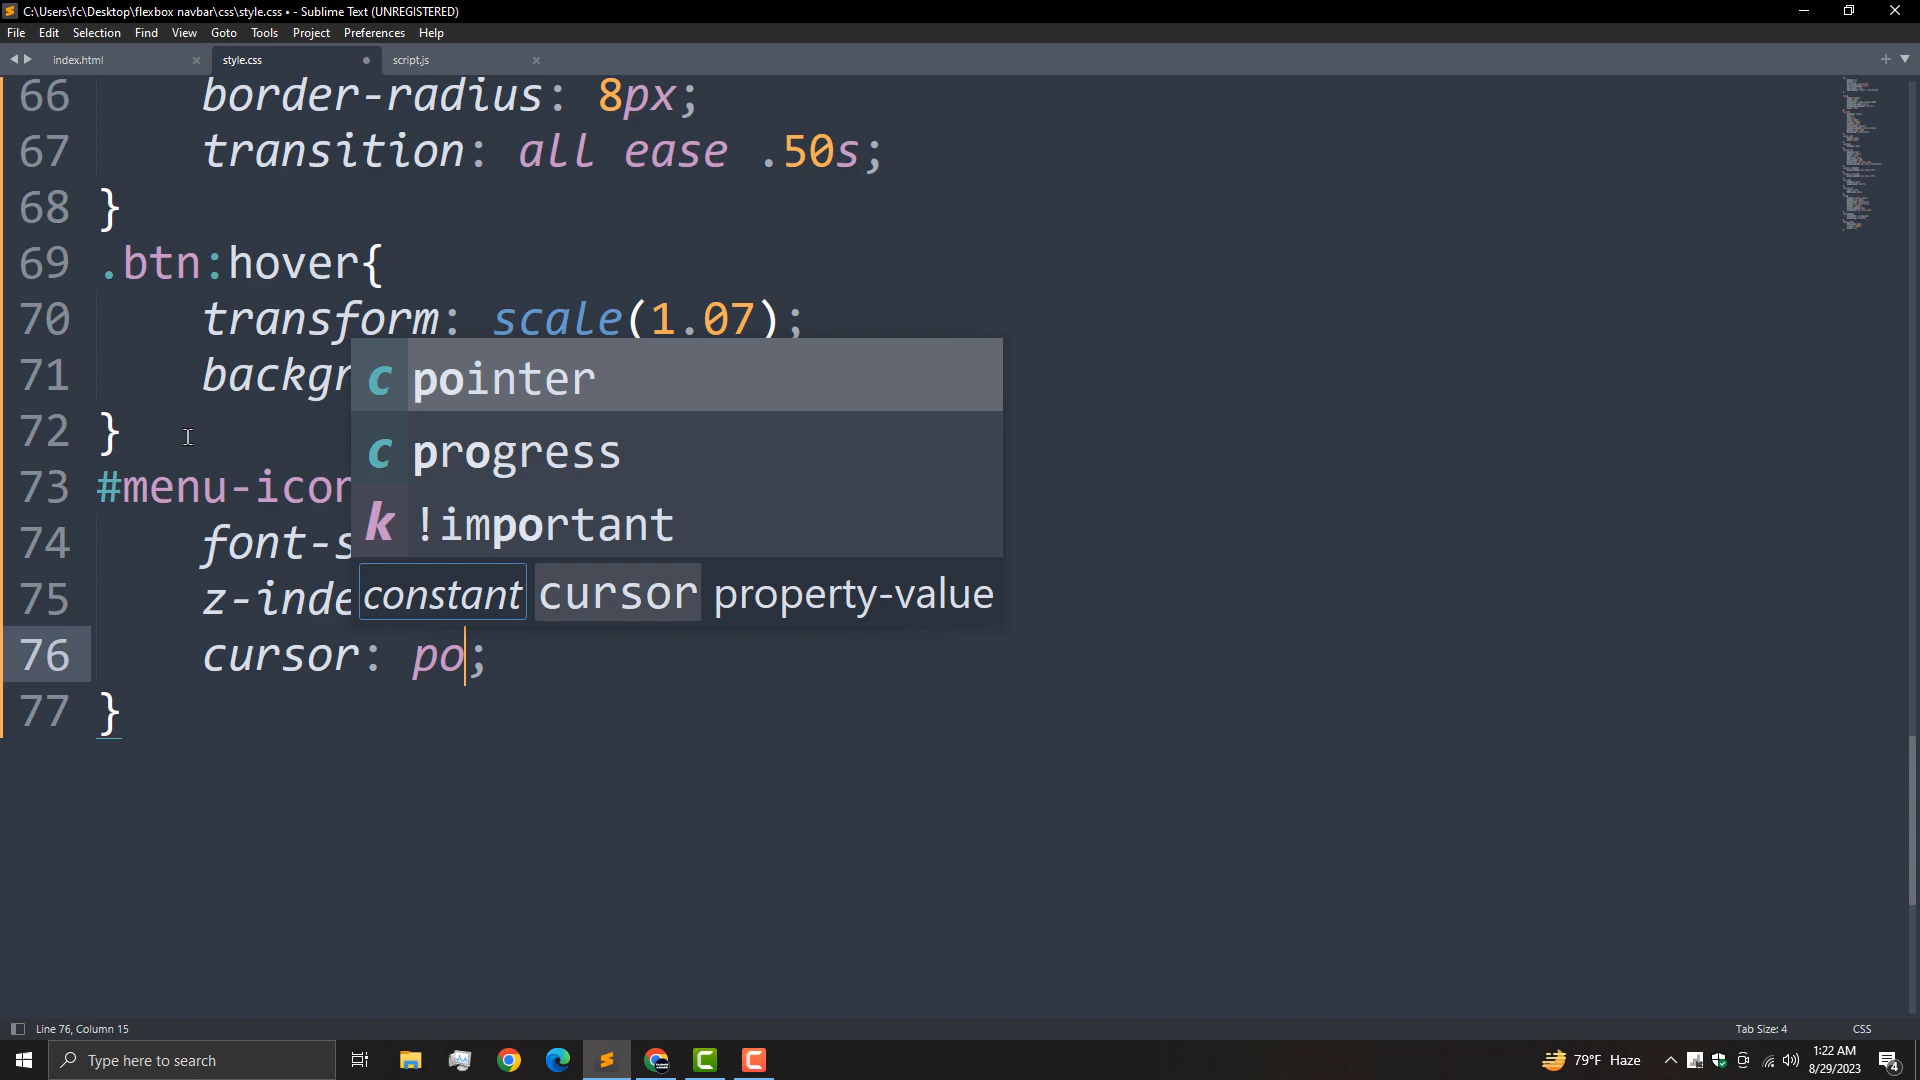 C:\Users\fc\Desktop\flexbox navbar\css\style.css • - Sublime Text (UNREGISTERED)
File Edit Selection Find View Goto Tools Project Preferences Help
index.html style.css script.js
66 border-radius: 8px;
67 transition: all ease .50s;
68 }
69 .btn:hover{
70 transform: scale(1.07);
71 backgr
c pointer
72 }
c progress
73 #menu-icon
k !important
74 font-s
75 z-inde
constant cursor property-value
76 cursor: po;
77 }
Line 76, Column 15
Tab Size: 4 CSS
Type here to search
79°F Haze
1:22 AM
8/29/2023
4